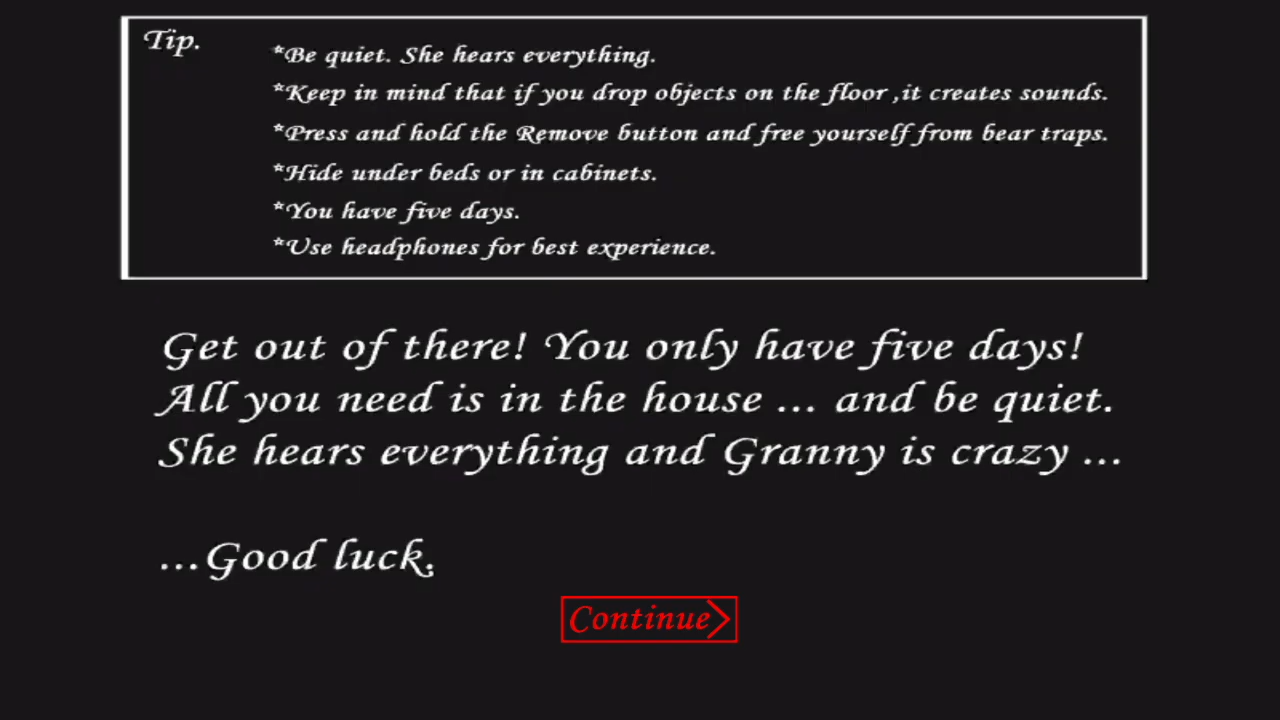 Tip.
*Be quiet. She hears everything.
*Keep in mind that if you drop objects on the floor ,it creates sounds.
*Press and hold the Remove button and free yourself from bear traps.
*Hide under beds or in cabinets.
*You have five days.
*Use headphones for best experience.
Get out of there! You only have five days!
All you need is in the house ... and be quiet.
She hears everything and Granny is crazy ...
...Good luck.
Continue>